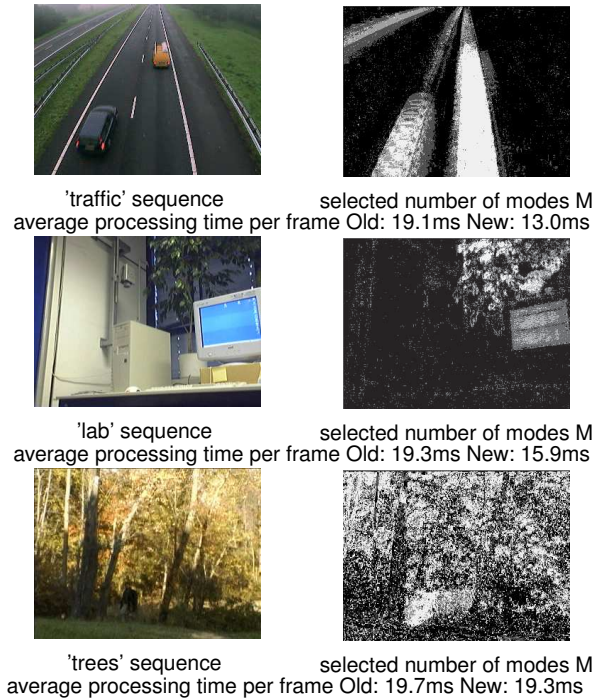 'traffic' sequence
selected number of modes M
average processing time per frame Old: 19.1ms New: 13.0ms
'lab' sequence
selected number of modes M
average processing time per frame Old: 19.3ms New: 15.9ms
'trees' sequence
selected number of modes M
average processing time per frame Old: 19.7ms New: 19.3ms